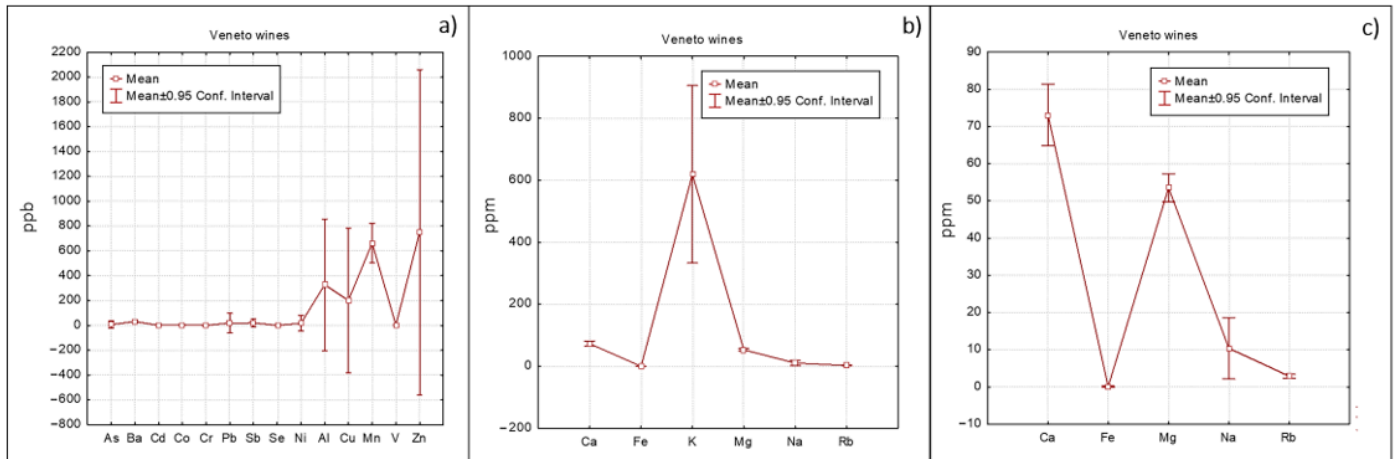 a)
Veneto wines
Mean
Mean±0.95 Conf. Interval
ppb
2200
2000
1800
1600
1400
1200
1000
800
600
400
200
0
−200
−400
−600
−800
As Ba Cd Co Cr Pb Sb Se Ni Al Cu Mn V Zn
b)
Veneto wines
Mean
Mean±0.95 Conf. Interval
ppm
1000
800
600
400
200
0
−200
Ca Fe K Mg Na Rb
c)
Veneto wines
Mean
Mean±0.95 Conf. Interval
ppm
90
80
70
60
50
40
30
20
10
0
−10
Ca Fe Mg Na Rb